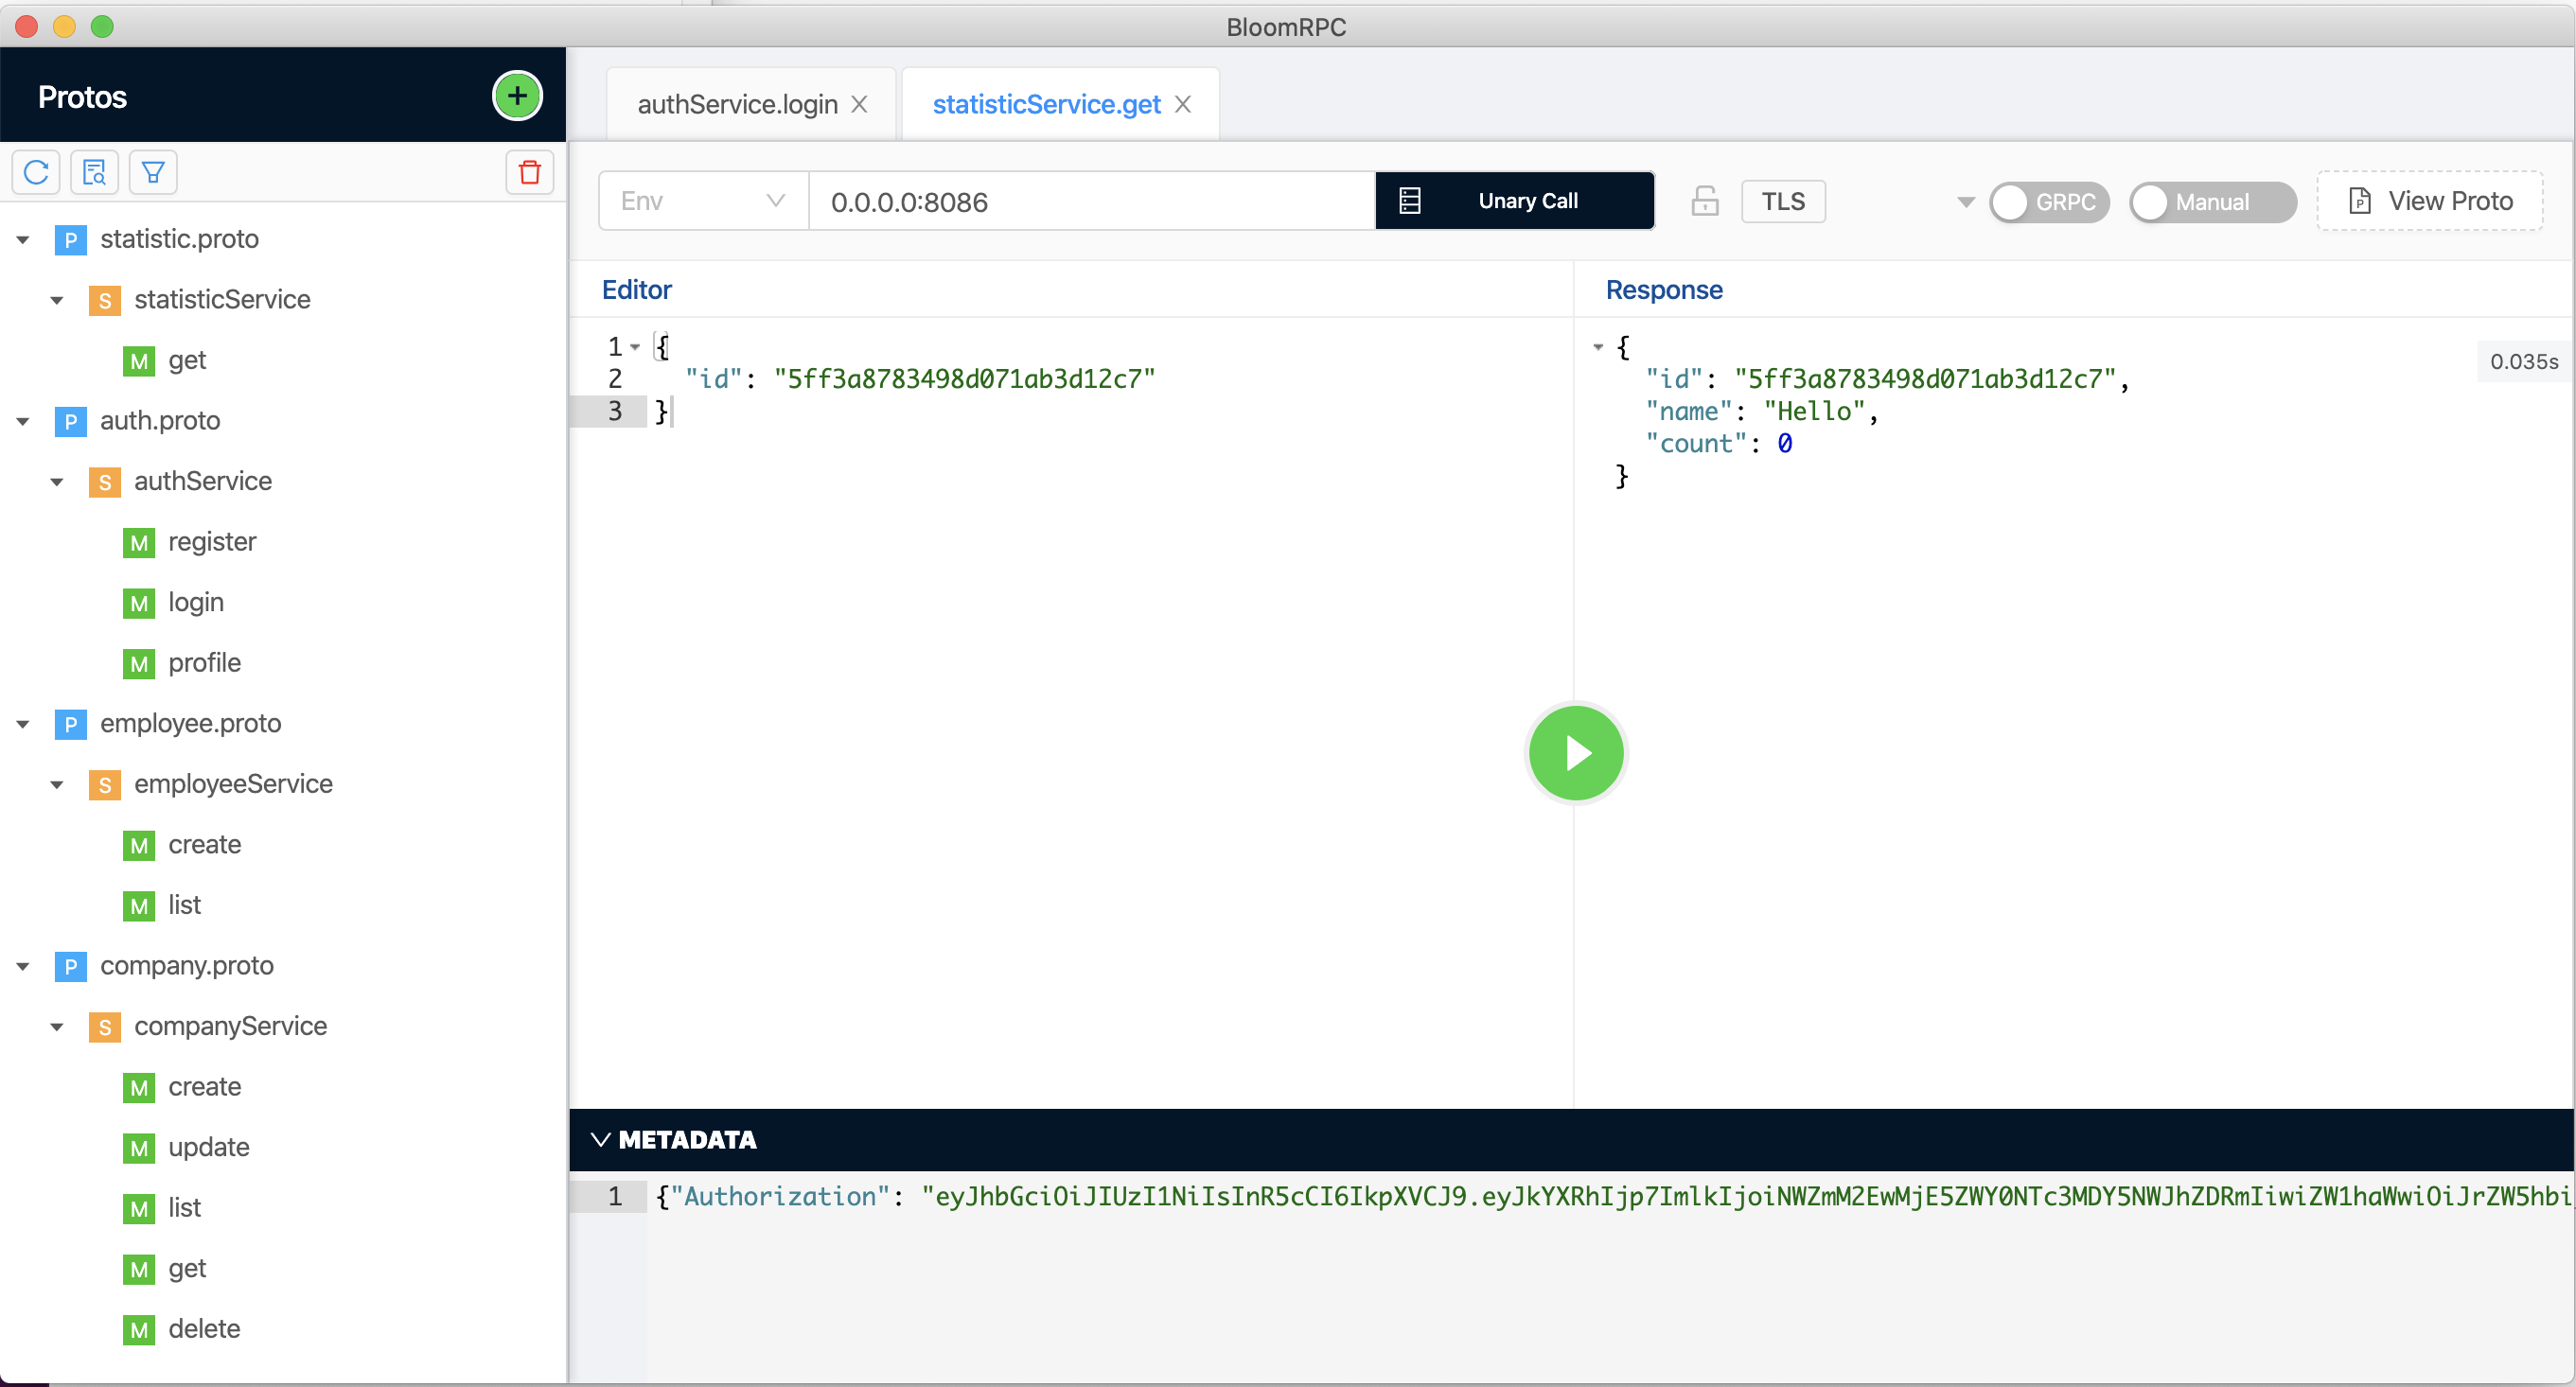 BloomRPC
Protos
+
authService.login X
statisticService.get X
Env
0.0.0.0:8086
Unary Call
TLS
GRPC
Manual
View Proto
P statistic.proto
S statisticService
M get
P auth.proto
S authService
M register
M login
M profile
P employee.proto
S employeeService
M create
M list
P company.proto
S companyService
M create
M update
M list
M get
M delete
Editor
1 {
2 "id": "5ff3a8783498d071ab3d12c7"
3 }
Response
0.035s
{
"id": "5ff3a8783498d071ab3d12c7",
"name": "Hello",
"count": 0
}
METADATA
1 {"Authorization": "eyJhbGciOiJIUzI1NiIsInR5cCI6IkpXVCJ9.eyJkYXRhIjp7ImlkIjoiNWZmM2EwMjE5ZWY0NTc3MDY5NWJhZDRmIiwiZW1haWwiOiJrZW5hbi